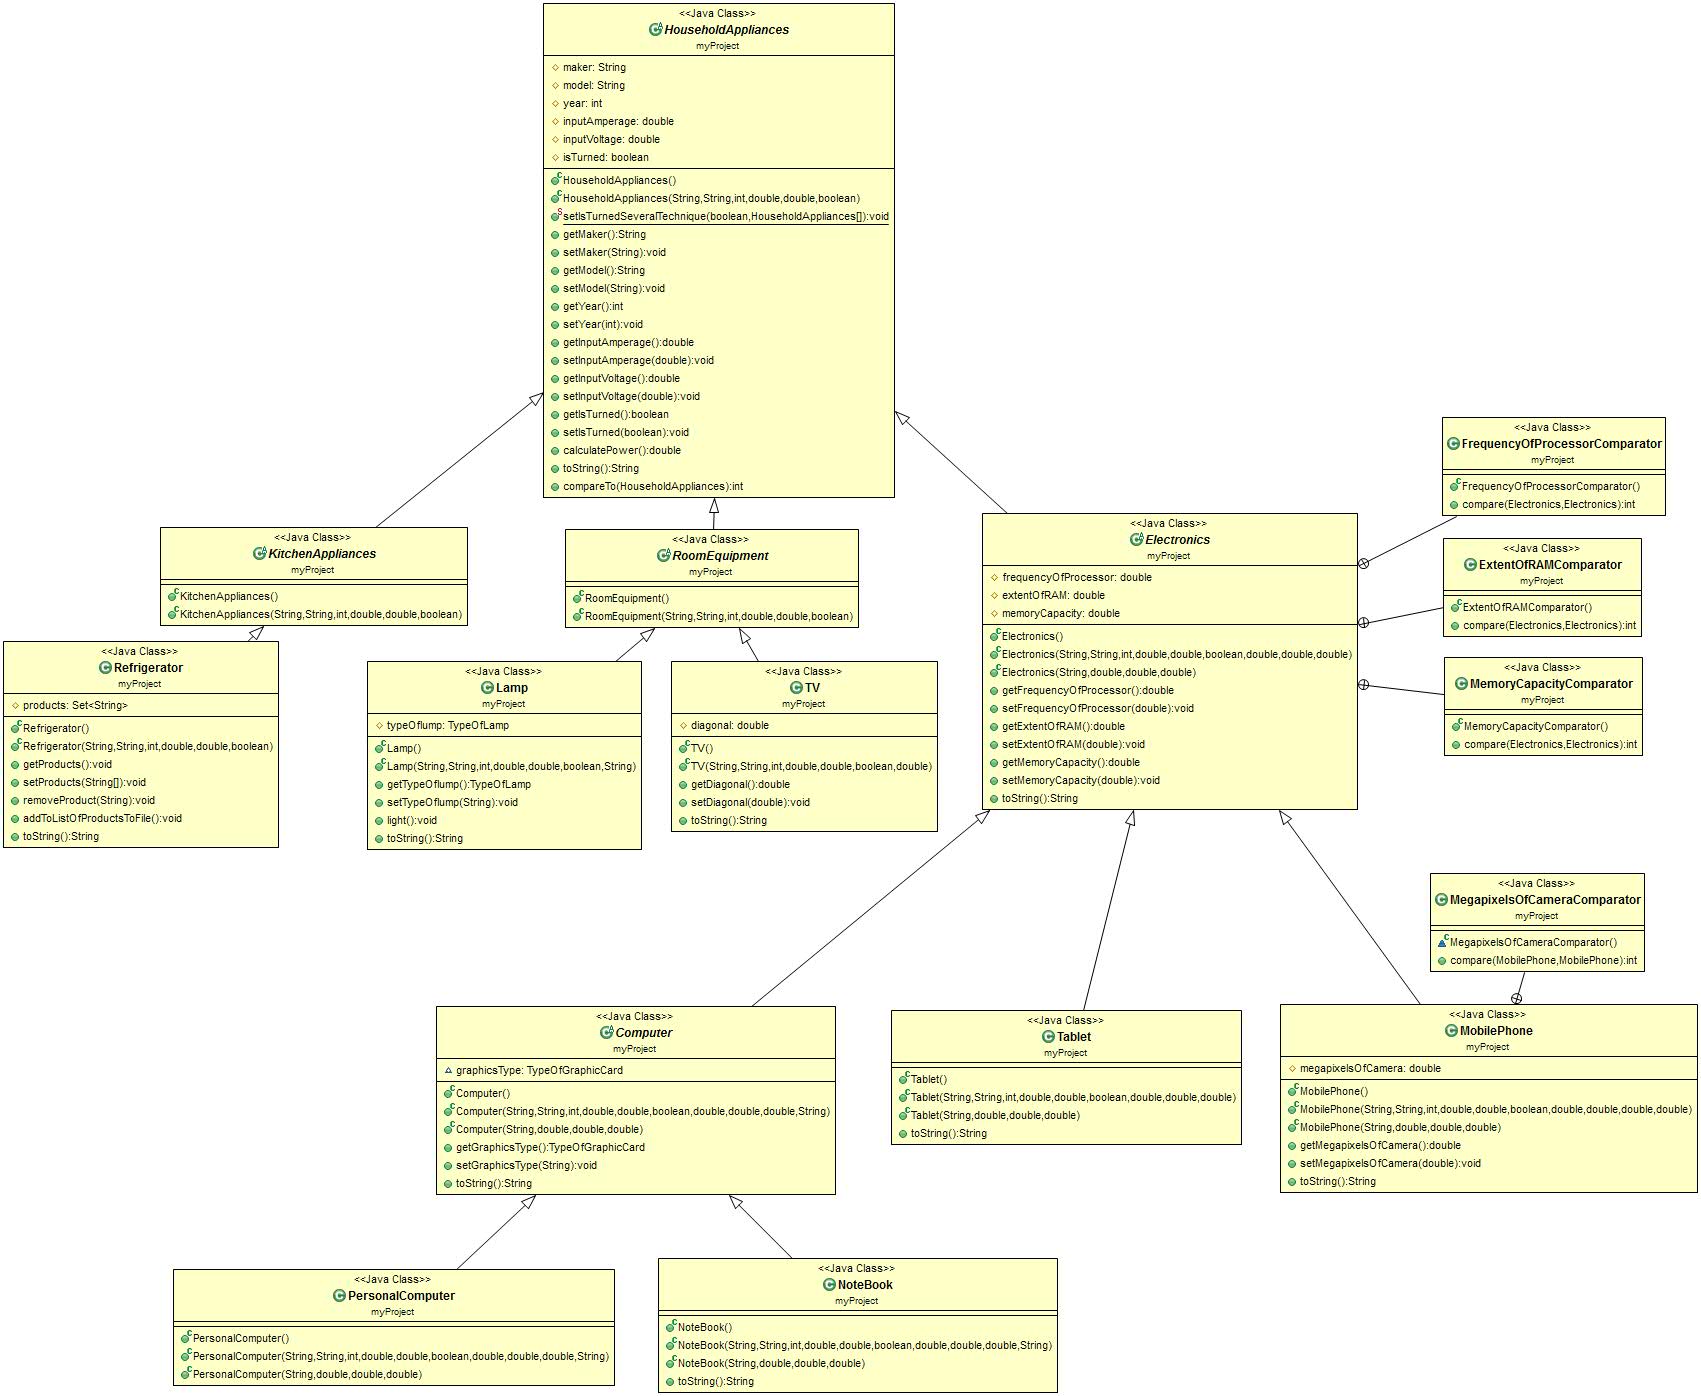 <<Java Class>>
HouseholdAppliances
myProject
maker: String
model: String
year: int
inputAmperage: double
inputVoltage: double
isTurned: boolean
HouseholdAppliances()
HouseholdAppliances(String,String,int,double,double,boolean)
setIsTurnedSeveralTechnique(boolean,HouseholdAppliances[]):void
getMaker():String
setMaker(String):void
getModel():String
setModel(String):void
getYear():int
setYear(int):void
getInputAmperage():double
setInputAmperage(double):void
getInputVoltage():double
setInputVoltage(double):void
getIsTurned():boolean
setIsTurned(boolean):void
calculatePower():double
toString():String
compareTo(HouseholdAppliances):int
<<Java Class>>
KitchenAppliances
myProject
KitchenAppliances()
KitchenAppliances(String,String,int,double,double,boolean)
<<Java Class>>
RoomEquipment
myProject
RoomEquipment()
RoomEquipment(String,String,int,double,double,boolean)
<<Java Class>>
Electronics
myProject
frequencyOfProcessor: double
extentOfRAM: double
memoryCapacity: double
Electronics()
Electronics(String,String,int,double,double,boolean,double,double,double)
Electronics(String,double,double,double)
getFrequencyOfProcessor():double
setFrequencyOfProcessor(double):void
getExtentOfRAM():double
setExtentOfRAM(double):void
getMemoryCapacity():double
setMemoryCapacity(double):void
toString():String
<<Java Class>>
FrequencyOfProcessorComparator
myProject
FrequencyOfProcessorComparator()
compare(Electronics,Electronics):int
<<Java Class>>
ExtentOfRAMComparator
myProject
ExtentOfRAMComparator()
compare(Electronics,Electronics):int
<<Java Class>>
MemoryCapacityComparator
myProject
MemoryCapacityComparator()
compare(Electronics,Electronics):int
<<Java Class>>
Refrigerator
myProject
products: Set<String>
Refrigerator()
Refrigerator(String,String,int,double,double,boolean)
getProducts():void
setProducts(String[]):void
removeProduct(String):void
addToListOfProductsToFile():void
toString():String
<<Java Class>>
Lamp
myProject
typeOflump: TypeOfLamp
Lamp()
Lamp(String,String,int,double,double,boolean,String)
getTypeOflump():TypeOfLamp
setTypeOflump(String):void
light():void
toString():String
<<Java Class>>
TV
myProject
diagonal: double
TV()
TV(String,String,int,double,double,boolean,double)
getDiagonal():double
setDiagonal(double):void
toString():String
<<Java Class>>
MegapixelsOfCameraComparator
myProject
MegapixelsOfCameraComparator()
compare(MobilePhone,MobilePhone):int
<<Java Class>>
Computer
myProject
graphicsType: TypeOfGraphicCard
Computer()
Computer(String,String,int,double,double,boolean,double,double,double,String)
Computer(String,double,double,double)
getGraphicsType():TypeOfGraphicCard
setGraphicsType(String):void
toString():String
<<Java Class>>
Tablet
myProject
Tablet()
Tablet(String,String,int,double,double,boolean,double,double,double)
Tablet(String,double,double,double)
toString():String
<<Java Class>>
MobilePhone
myProject
megapixelsOfCamera: double
MobilePhone()
MobilePhone(String,String,int,double,double,boolean,double,double,double,double)
MobilePhone(String,double,double,double)
getMegapixelsOfCamera():double
setMegapixelsOfCamera(double):void
toString():String
<<Java Class>>
PersonalComputer
myProject
PersonalComputer()
PersonalComputer(String,String,int,double,double,boolean,double,double,double,String)
PersonalComputer(String,double,double,double)
<<Java Class>>
NoteBook
myProject
NoteBook()
NoteBook(String,String,int,double,double,boolean,double,double,double,String)
NoteBook(String,double,double,double)
toString():String